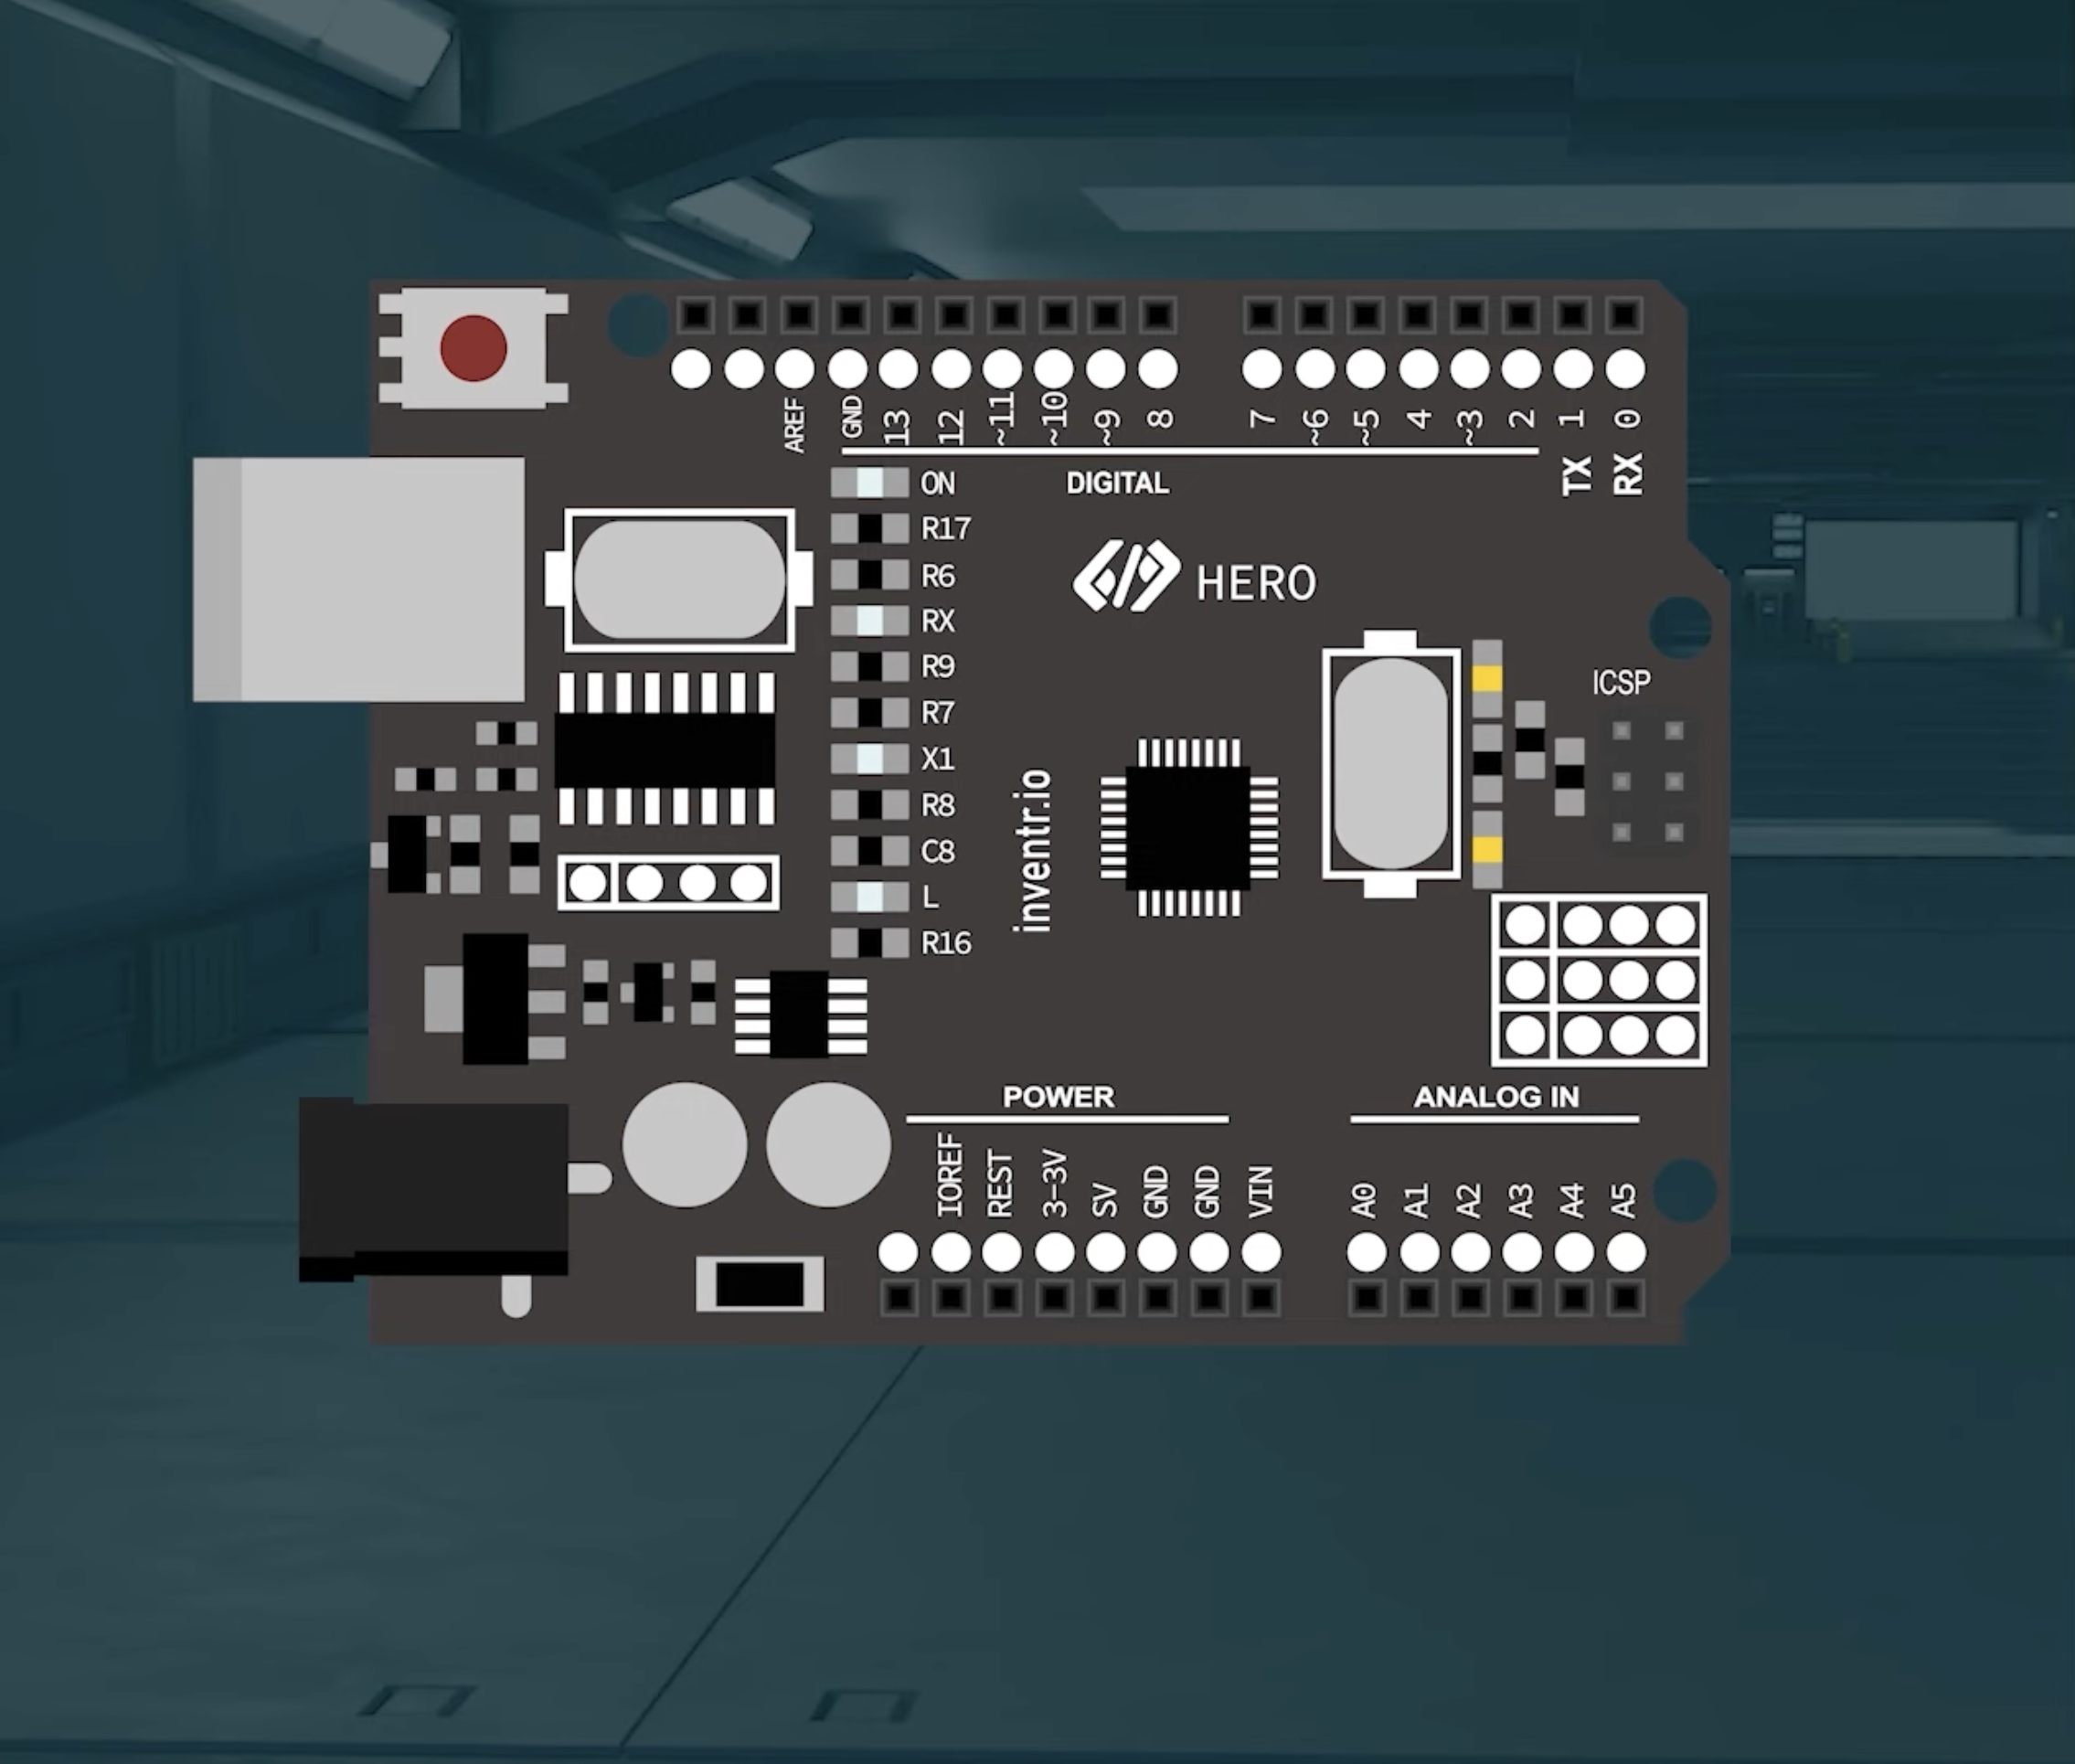 AREF GND 13 12 ~11 ~10 ~9 8 7 ~6 ~5 4 ~3 2 1 0
TX RX
DIGITAL
ON
R17
R6
RX
R9
R7
X1
R8
C8
L
R16
HERO
inventr.io
ICSP
POWER
IOREF REST 3-3V SV GND GND VIN
ANALOG IN
A0 A1 A2 A3 A4 A5